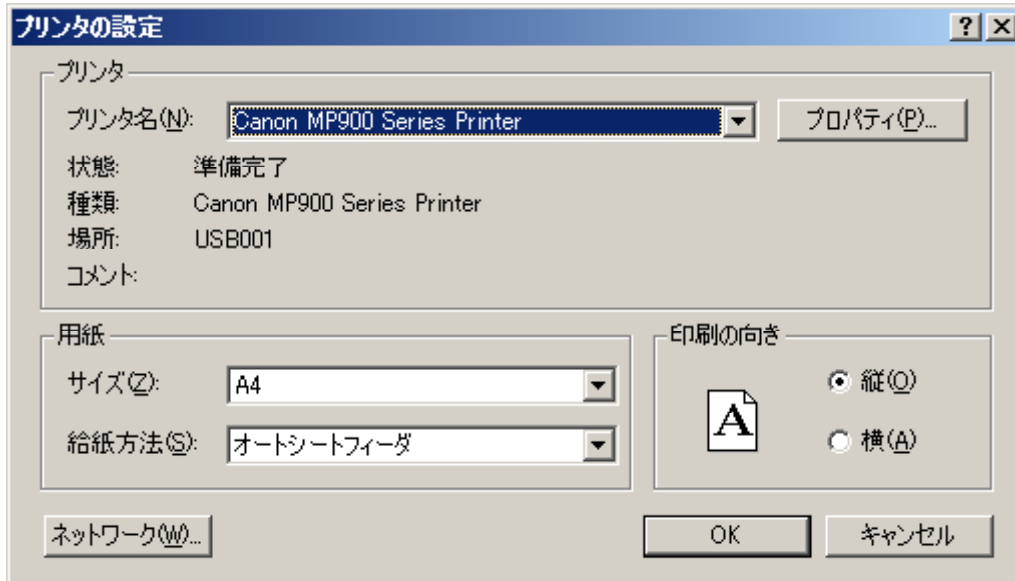 プリンタの設定
プリンタ
プリンタ名(N): Canon MP900 Series Printer プロパティ(P)...
状態: 準備完了
種類: Canon MP900 Series Printer
場所: USB001
コメント:
用紙
サイズ(Z): A4
給紙方法(S): オートシートフィーダ
印刷の向き
A
縦(O)
横(A)
ネットワーク(W)...
OK
キャンセル